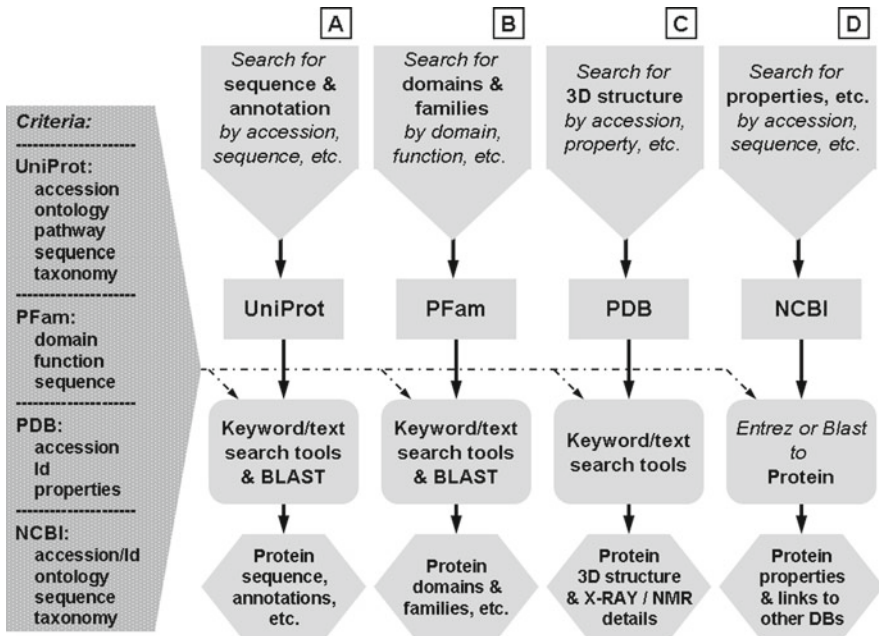 A
Search for
sequence &
annotation
by accession,
sequence, etc.
B
Search for
domains &
families
by domain,
function, etc.
C
Search for
3D structure
by accession,
property, etc.
D
Search for
properties, etc.
by accession,
sequence, etc.
Criteria:
UniProt:
accession
ontology
pathway
sequence
taxonomy
PFam:
domain
function
sequence
PDB:
accession
Id
properties
NCBI:
accession/Id
ontology
sequence
taxonomy
UniProt
PFam
PDB
NCBI
Keyword/text
search tools
& BLAST
Keyword/text
search tools
& BLAST
Keyword/text
search tools
Entrez or Blast
to
Protein
Protein
sequence,
annotations,
etc.
Protein
domains &
families, etc.
Protein
3D structure
& X-RAY / NMR
details
Protein
properties
& links to
other DBs